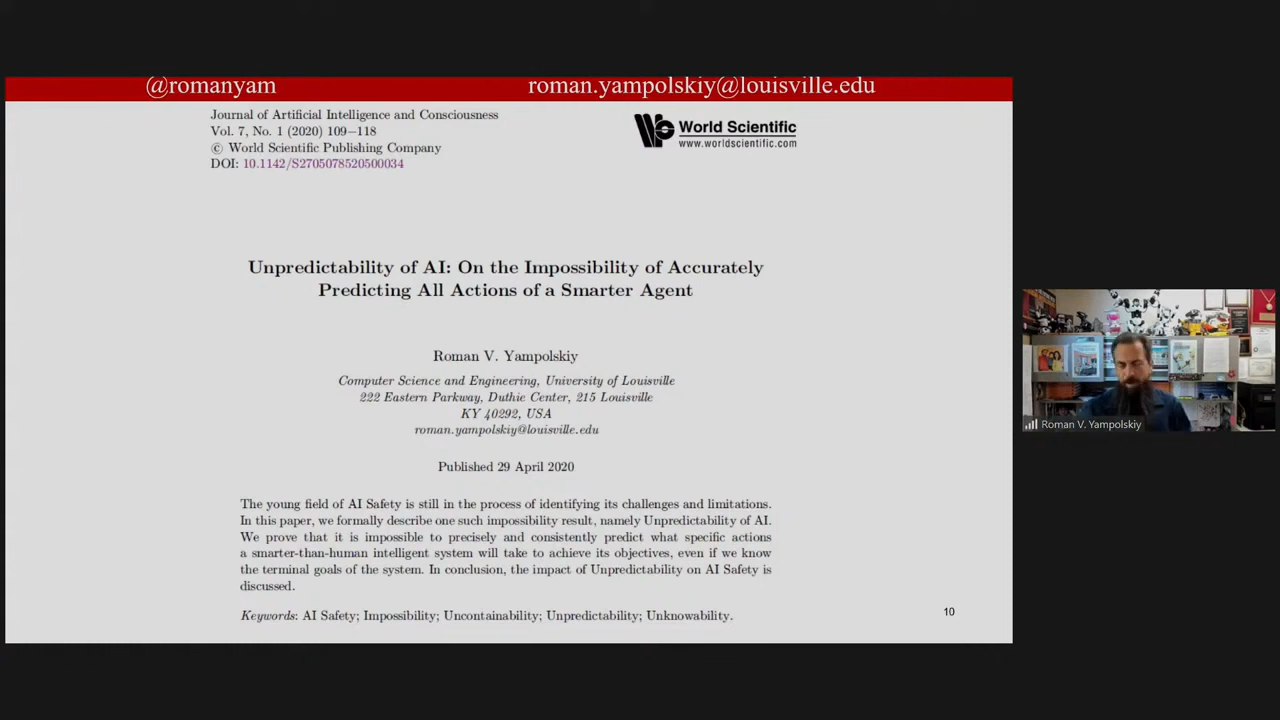 @romanyam
roman.yampolskiy@louisville.edu
Journal of Artificial Intelligence and Consciousness
Vol. 7, No. 1 (2020) 109–118
© World Scientific Publishing Company
DOI: 10.1142/S2705078520500034
World Scientific
www.worldscientific.com
Unpredictability of AI: On the Impossibility of Accurately
Predicting All Actions of a Smarter Agent
Roman V. Yampolskiy
Computer Science and Engineering, University of Louisville
222 Eastern Parkway, Duthie Center, 215 Louisville
KY 40292, USA
roman.yampolskiy@louisville.edu
Published 29 April 2020
The young field of AI Safety is still in the process of identifying its challenges and limitations.
In this paper, we formally describe one such impossibility result, namely Unpredictability of AI.
We prove that it is impossible to precisely and consistently predict what specific actions
a smarter-than-human intelligent system will take to achieve its objectives, even if we know
the terminal goals of the system. In conclusion, the impact of Unpredictability on AI Safety is
discussed.
Keywords: AI Safety; Impossibility; Uncontainability; Unpredictability; Unknowability.
10
Roman V. Yampolskiy